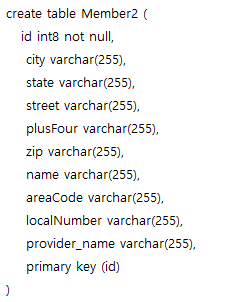 create table Member2 (
id int8 not null,
city varchar(255),
state varchar(255),
street varchar(255),
plusFour varchar(255),
zip varchar(255),
name varchar(255),
areaCode varchar(255),
localNumber varchar(255),
provider_name varchar(255),
primary key (id)
)